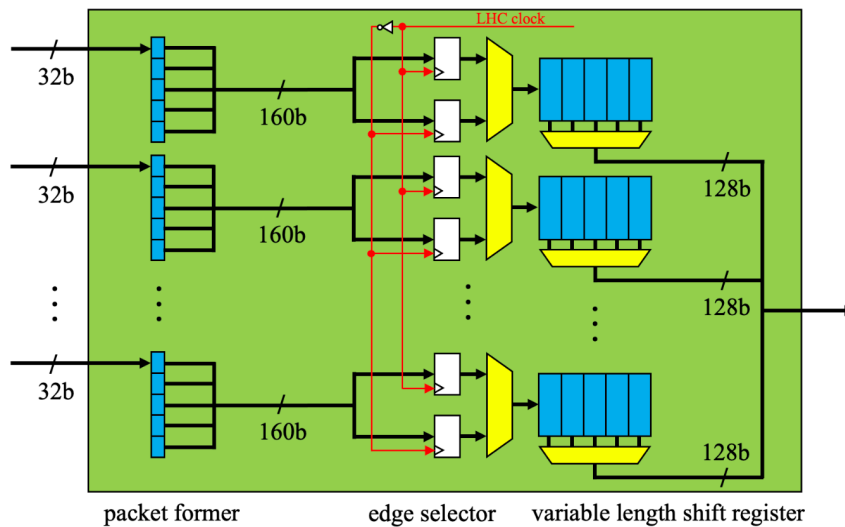 LHC clock
32b
160b
128b
32b
160b
128b
32b
160b
128b
packet former
edge selector
variable length shift register